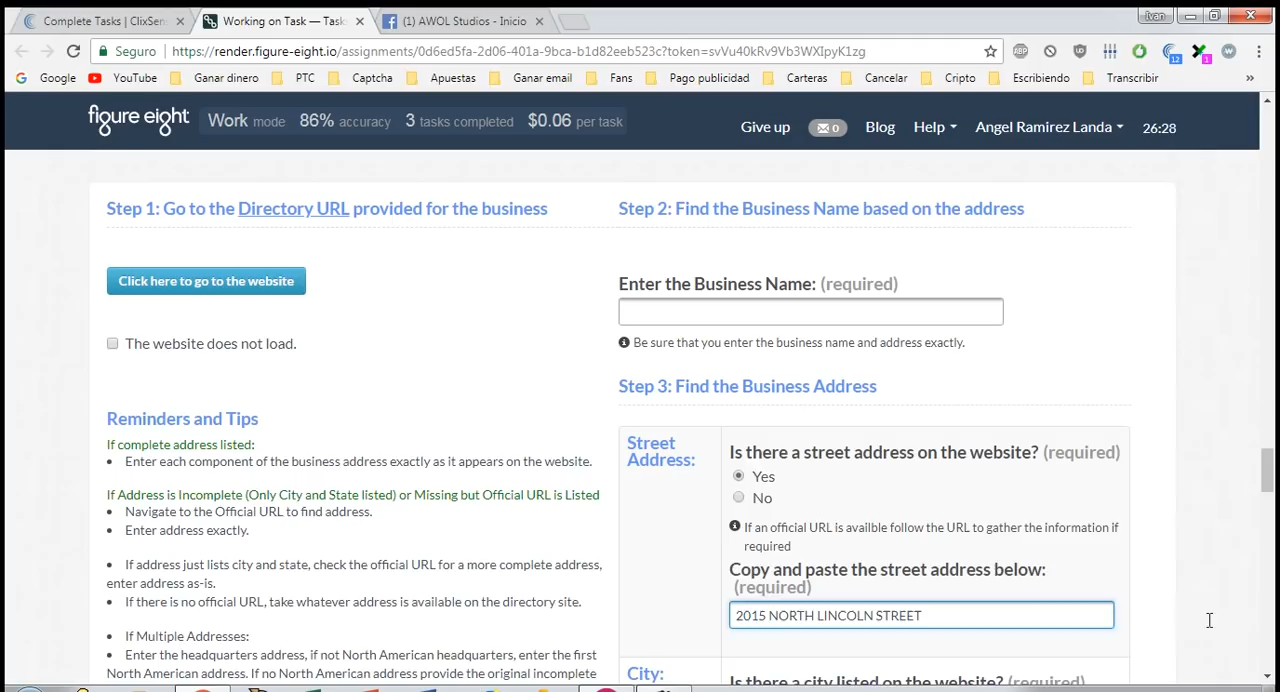 Complete Tasks | ClixSens
Working on Task — Task
(1) AWOL Studios - Inicio
Ivan
Seguro
https://render.figure-eight.io/assignments/0d6ed5fa-2d06-401a-9bca-b1d82eeb523c?token=svVu40kRv9Vb3WXIpyK1zg
ABP
12
1
Google
YouTube
Ganar dinero
PTC
Captcha
Apuestas
Ganar email
Fans
Pago publicidad
Carteras
Cancelar
Cripto
Escribiendo
Transcribir
»
figure eight
Work mode
86% accuracy
3 tasks completed
$0.06 per task
Give up
0
Blog
Help
Angel Ramirez Landa
26:28
Step 1: Go to the Directory URL provided for the business
Step 2: Find the Business Name based on the address
Click here to go to the website
Enter the Business Name: (required)
The website does not load.
Be sure that you enter the business name and address exactly.
Step 3: Find the Business Address
Reminders and Tips
If complete address listed:
• Enter each component of the business address exactly as it appears on the website.
If Address is Incomplete (Only City and State listed) or Missing but Official URL is Listed
• Navigate to the Official URL to find address.
• Enter address exactly.
• If address just lists city and state, check the official URL for a more complete address,
enter address as-is.
• If there is no official URL, take whatever address is available on the directory site.
• If Multiple Addresses:
• Enter the headquarters address, if not North American headquarters, enter the first
North American address. If no North American address provide the original incomplete
Street
Address:
Is there a street address on the website? (required)
Yes
No
If an official URL is availble follow the URL to gather the information if
required
Copy and paste the street address below:
(required)
2015 NORTH LINCOLN STREET
City:
Is there a city listed on the website? (required)